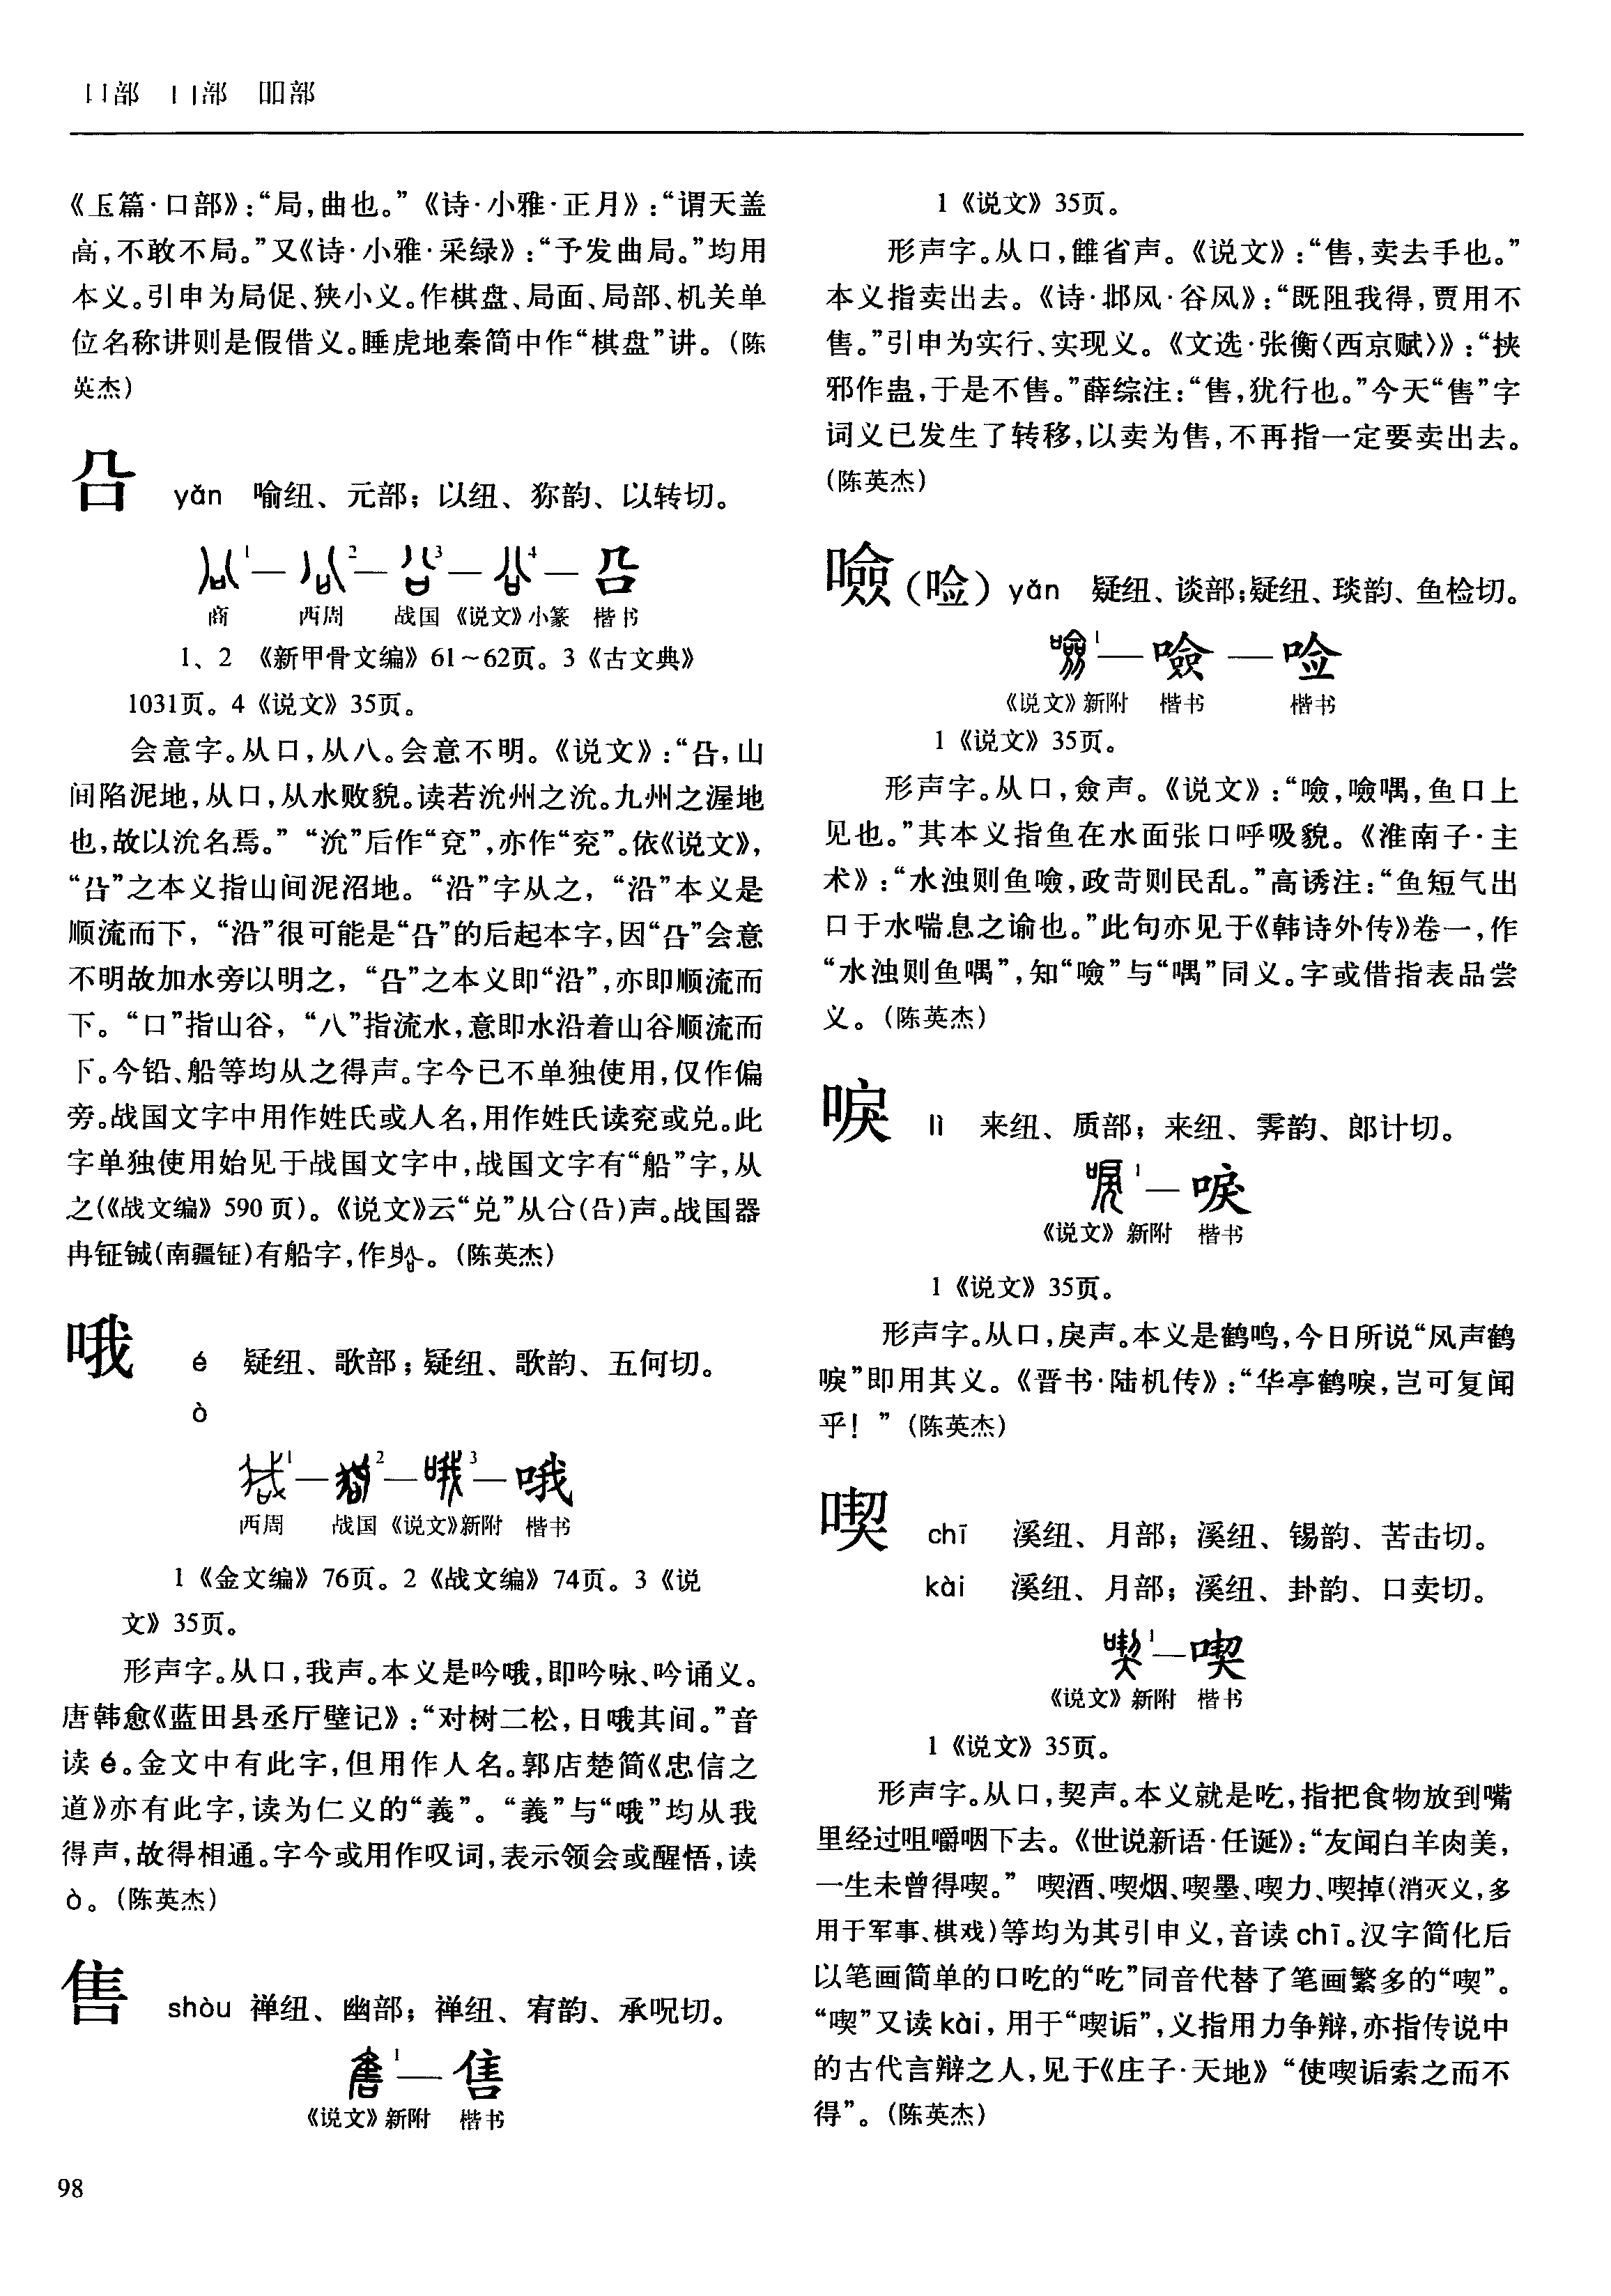 口部 凵部 吅部
《玉篇·口部》:“局,曲也。”《诗·小雅·正月》:“谓天盖
高,不敢不局。”又《诗·小雅·采绿》:“予发曲局。”均用
本义。引申为局促、狭小义。作棋盘、局面、局部、机关单
位名称讲则是假借义。睡虎地秦简中作“棋盘”讲。(陈
英杰)
㕣 yǎn 喻纽、元部;以纽、狝韵、以转切。
1— 2— 3— 4— 㕣
商 西周 战国 《说文》小篆 楷书
1、2 《新甲骨文编》61~62页。3《古文典》
1031页。4《说文》35页。
会意字。从口,从八。会意不明。《说文》:“㕣,山
间陷泥地,从口,从水败貌。读若沇州之沇。九州之渥地
也,故以沇名焉。”“沇”后作“兗”,亦作“兖”。依《说文》,
“㕣”之本义指山间泥沼地。“沿”字从之,“沿”本义是
顺流而下,“沿”很可能是“㕣”的后起本字,因“㕣”会意
不明故加水旁以明之,“㕣”之本义即“沿”,亦即顺流而
下。“口”指山谷,“八”指流水,意即水沿着山谷顺流而
下。今铅、船等均从之得声。字今已不单独使用,仅作偏
旁。战国文字中用作姓氏或人名,用作姓氏读兖或兑。此
字单独使用始见于战国文字中,战国文字有“船”字,从
之(《战文编》590页)。《说文》云“兑”从㕣(㕣)声。战国器
冉钲铖(南疆钲)有船字,作。(陈英杰)
哦 é 疑纽、歌部;疑纽、歌韵、五何切。
ò
1— 2— 3— 哦
西周 战国 《说文》新附 楷书
1《金文编》76页。2《战文编》74页。3《说
文》35页。
形声字。从口,我声。本义是吟哦,即吟咏、吟诵义。
唐韩愈《蓝田县丞厅壁记》:“对树二松,日哦其间。”音
读é。金文中有此字,但用作人名。郭店楚简《忠信之
道》亦有此字,读为仁义的“義”。“義”与“哦”均从我
得声,故得相通。字今或用作叹词,表示领会或醒悟,读
ò。(陈英杰)
售 shòu 禅纽、幽部;禅纽、宥韵、承呪切。
1— 售
《说文》新附 楷书
1《说文》35页。
形声字。从口,雔省声。《说文》:“售,卖去手也。”
本义指卖出去。《诗·邶风·谷风》:“既阻我得,贾用不
售。”引申为实行、实现义。《文选·张衡〈西京赋〉》:“挟
邪作蛊,于是不售。”薛综注:“售,犹行也。”今天“售”字
词义已发生了转移,以卖为售,不再指一定要卖出去。
(陈英杰)
噞(𪡋)yǎn 疑纽、谈部;疑纽、琰韵、鱼检切。
1— 噞 — 𪡋
《说文》新附 楷书 楷书
1《说文》35页。
形声字。从口,僉声。《说文》:“噞,噞喁,鱼口上
见也。”其本义指鱼在水面张口呼吸貌。《淮南子·主
术》:“水浊则鱼噞,政苛则民乱。”高诱注:“鱼短气出
口于水喘息之谕也。”此句亦见于《韩诗外传》卷一,作
“水浊则鱼喁”,知“噞”与“喁”同义。字或借指表品尝
义。(陈英杰)
唳 lì 来纽、质部;来纽、霁韵、郎计切。
1— 唳
《说文》新附 楷书
1《说文》35页。
形声字。从口,戾声。本义是鹤鸣,今日所说“风声鹤
唳”即用其义。《晋书·陆机传》:“华亭鹤唳,岂可复闻
乎!”(陈英杰)
喫 chī 溪纽、月部;溪纽、锡韵、苦击切。
kài 溪纽、月部;溪纽、卦韵、口卖切。
1— 喫
《说文》新附 楷书
1《说文》35页。
形声字。从口,契声。本义就是吃,指把食物放到嘴
里经过咀嚼咽下去。《世说新语·任诞》:“友闻白羊肉美,
一生未曾得喫。”喫酒、喫烟、喫墨、喫力、喫掉(消灭义,多
用于军事、棋戏)等均为其引申义,音读chī。汉字简化后
以笔画简单的口吃的“吃”同音代替了笔画繁多的“喫”。
“喫”又读kài,用于“喫诟”,义指用力争辩,亦指传说中
的古代言辩之人,见于《庄子·天地》“使喫诟索之而不
得”。(陈英杰)
98